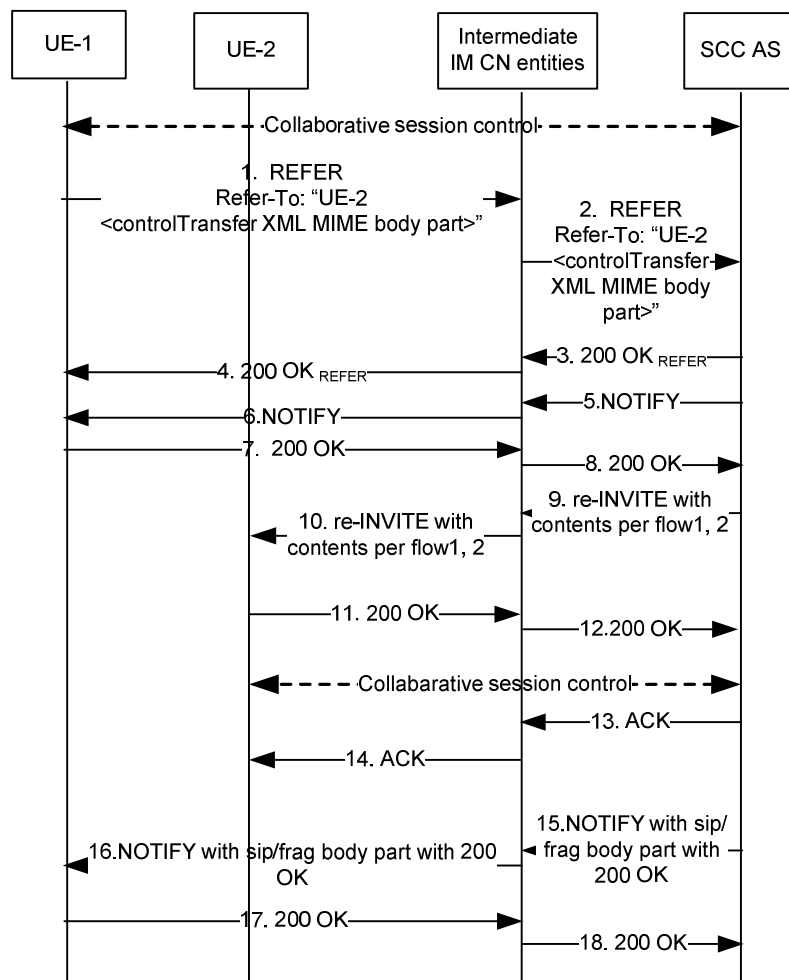 UE-1
UE-2
Intermediate
IM CN entities
SCC AS
Collaborative session control
1. REFER
Refer-To: “UE-2
<controlTransfer XML MIME body part>”
2. REFER
Refer-To: “UE-2
<controlTransfer
XML MIME body
part>”
3. 200 OK REFER
4. 200 OK REFER
5.NOTIFY
6.NOTIFY
7. 200 OK
8. 200 OK
9. re-INVITE with
contents per flow1, 2
10. re-INVITE with
contents per flow1, 2
11. 200 OK
12.200 OK
Collabarative session control
13. ACK
14. ACK
15.NOTIFY with sip/
frag body part with
200 OK
16.NOTIFY with sip/frag body part with 200
OK
17. 200 OK
18. 200 OK